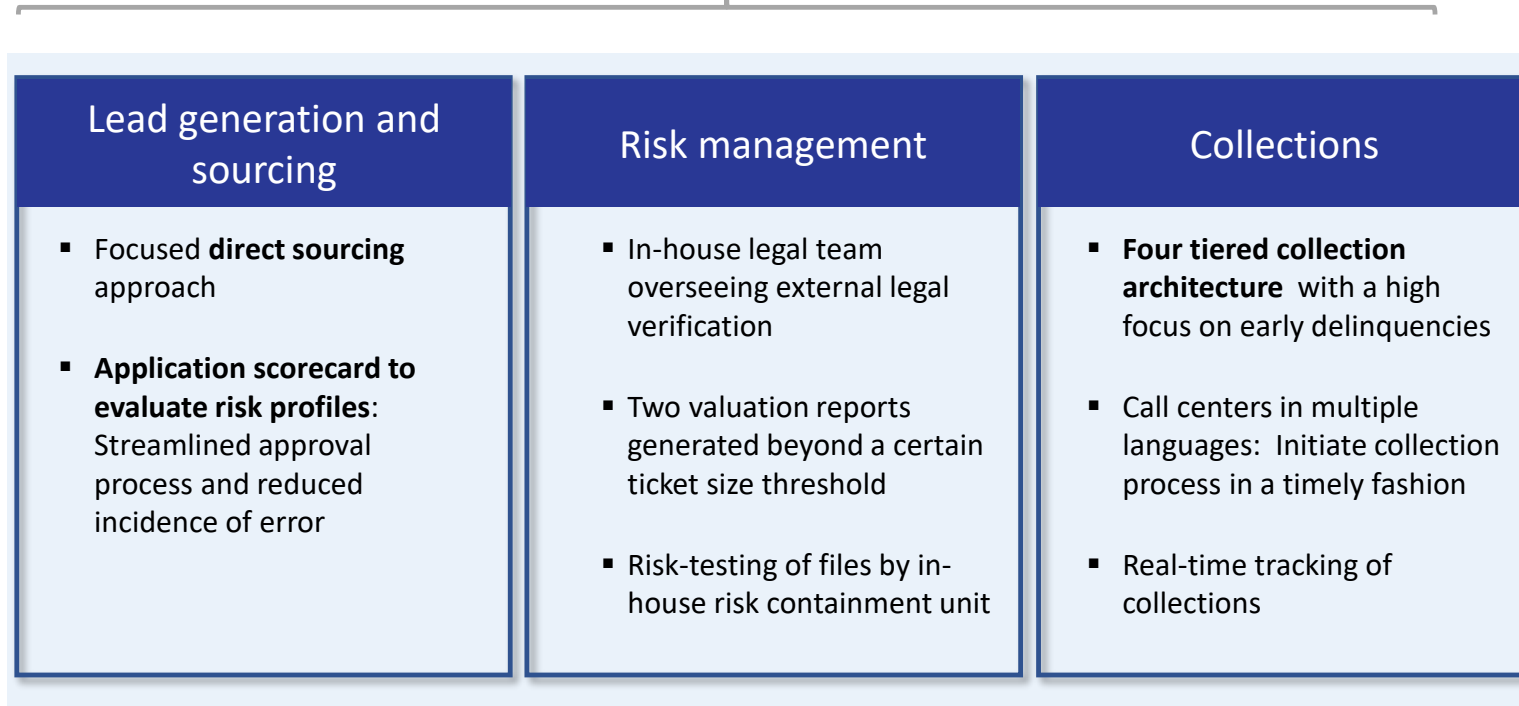 Lead generation and
sourcing
▪ Focused direct sourcing
approach
▪ Application scorecard to
evaluate risk profiles:
Streamlined approval
process and reduced
incidence of error
Risk management
▪ In-house legal team
overseeing external legal
verification
▪ Two valuation reports
generated beyond a certain
ticket size threshold
▪ Risk-testing of files by in-
house risk containment unit
Collections
▪ Four tiered collection
architecture with a high
focus on early delinquencies
▪ Call centers in multiple
languages: Initiate collection
process in a timely fashion
▪ Real-time tracking of
collections